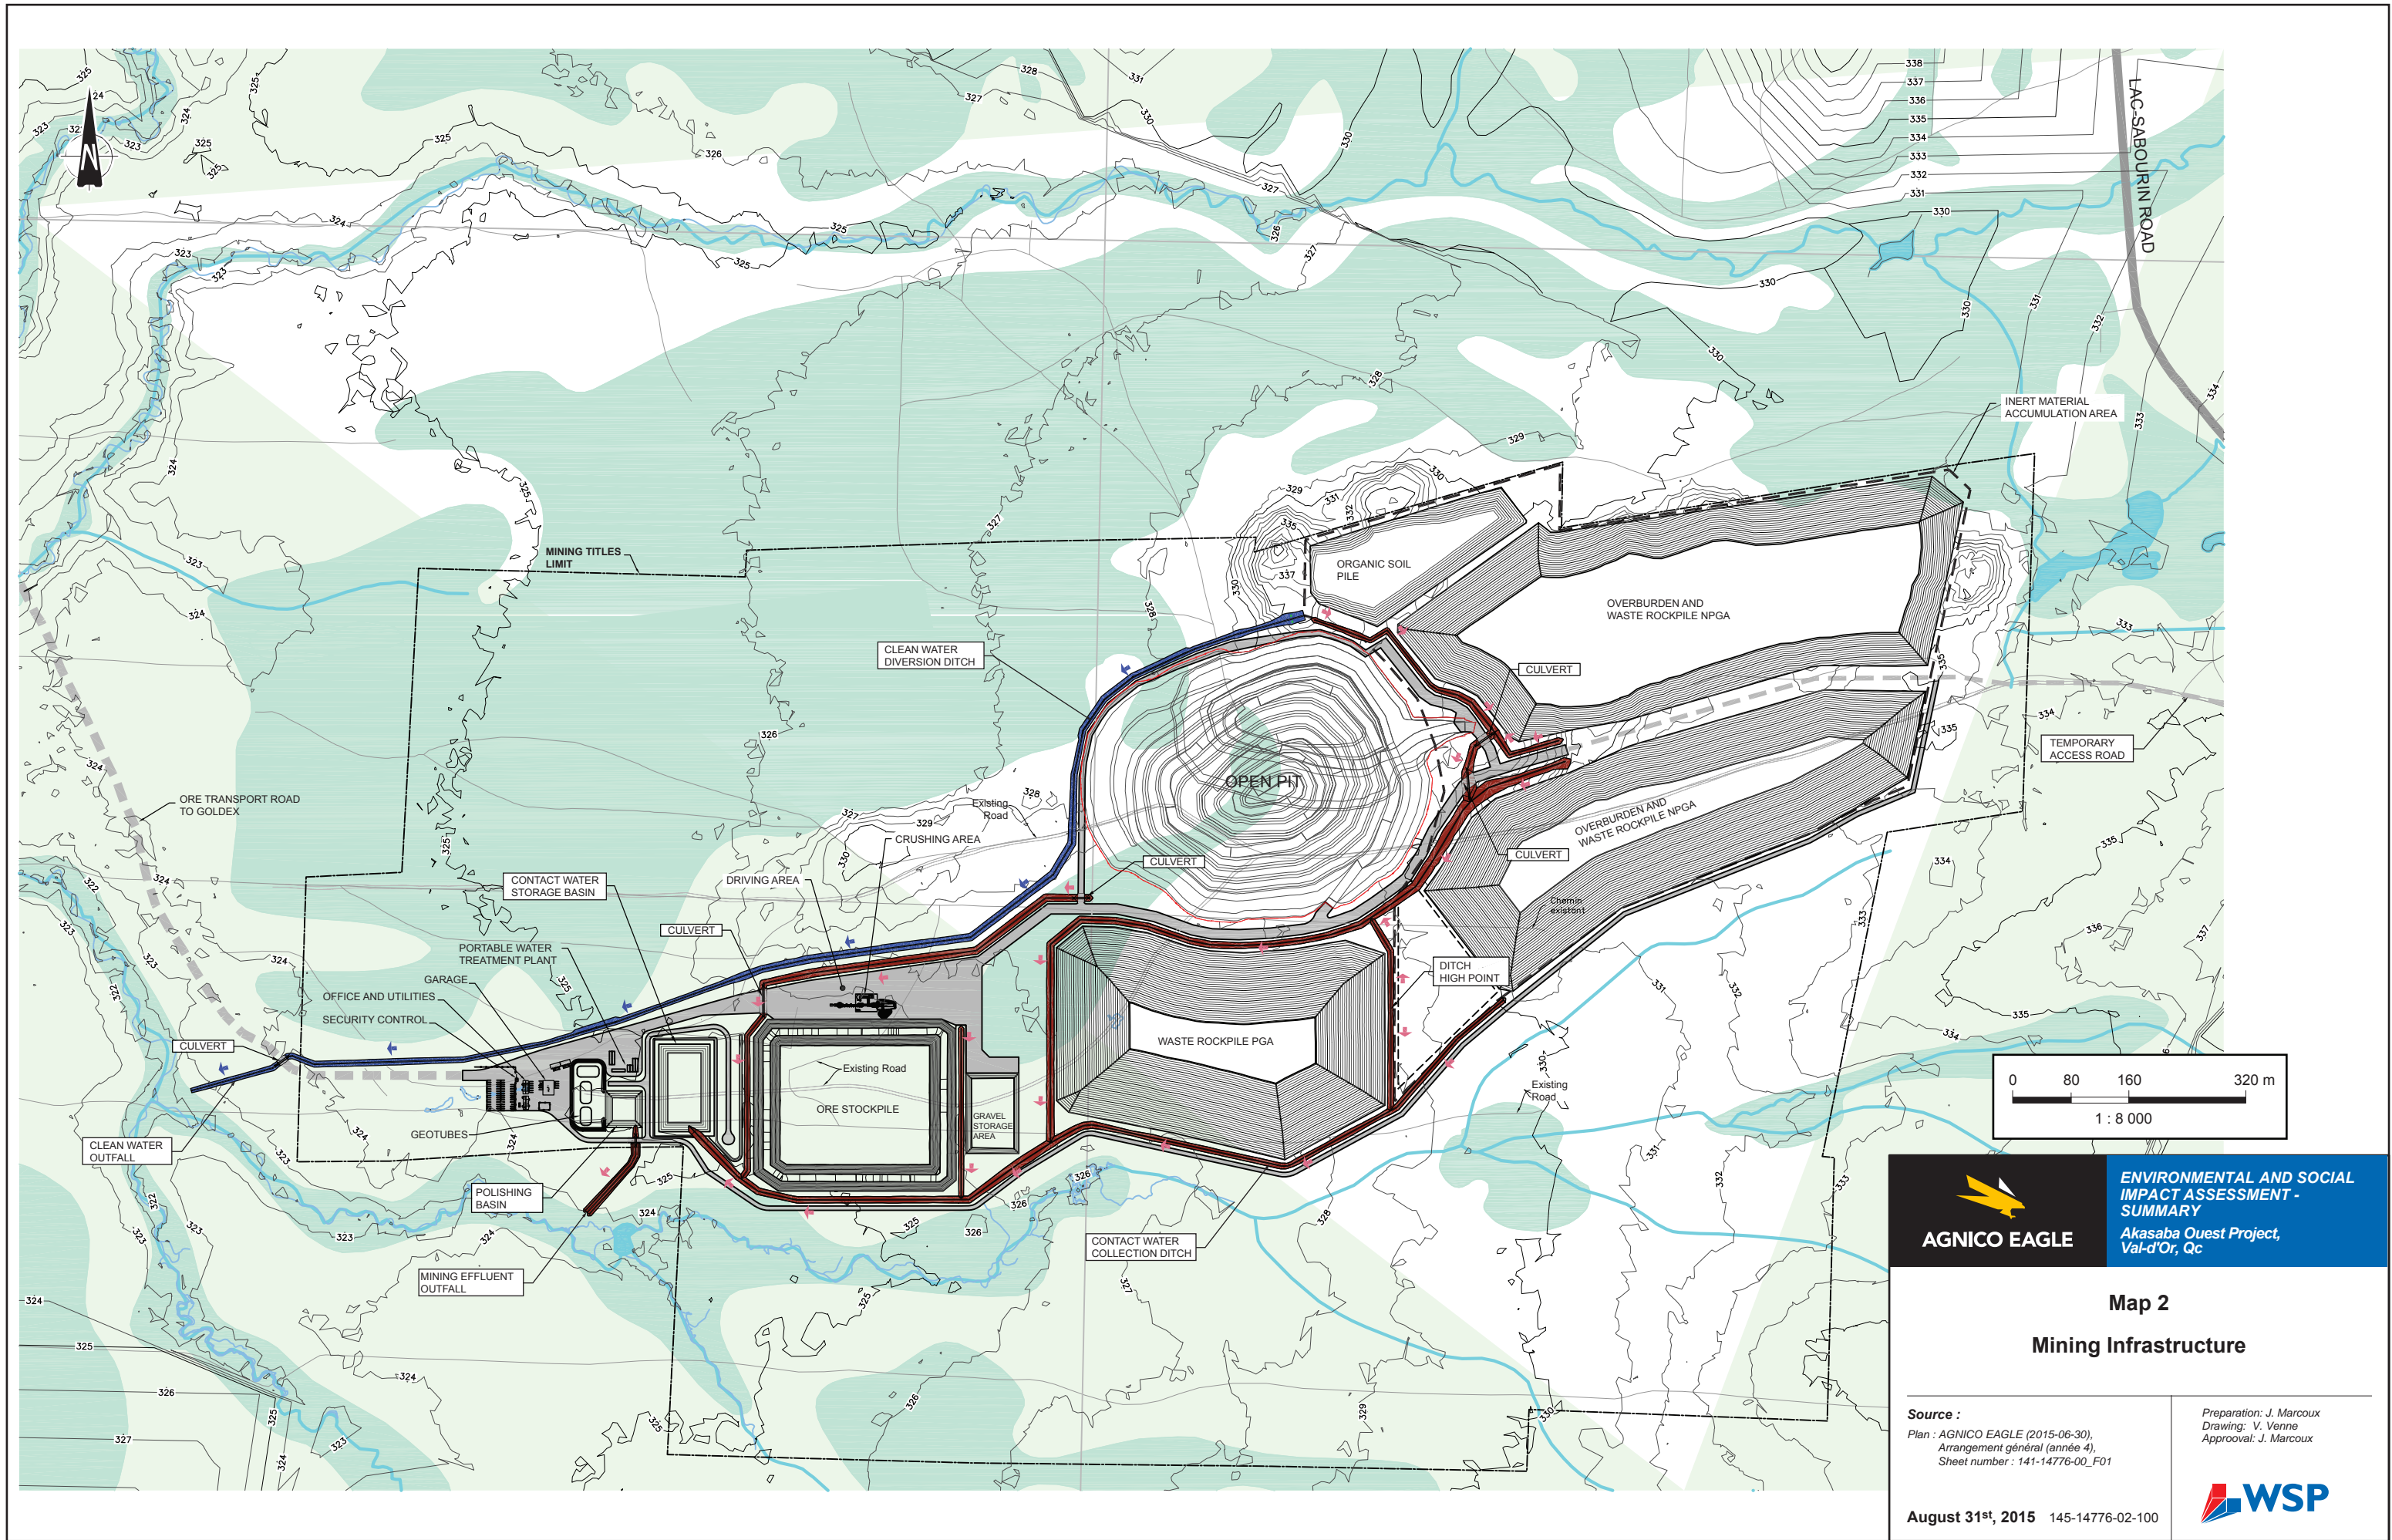 N
LAC-SABOURIN ROAD
INERT MATERIAL
ACCUMULATION AREA
MINING TITLES
LIMIT
ORGANIC SOIL
PILE
OVERBURDEN AND
WASTE ROCKPILE NPGA
CLEAN WATER
DIVERSION DITCH
CULVERT
TEMPORARY
ACCESS ROAD
OPEN PIT
ORE TRANSPORT ROAD
TO GOLDEX
Existing
Road
CRUSHING AREA
OVERBURDEN AND
WASTE ROCKPILE NPGA
CULVERT
CULVERT
CONTACT WATER
STORAGE BASIN
DRIVING AREA
Chemin
existant
CULVERT
PORTABLE WATER
TREATMENT PLANT
GARAGE
OFFICE AND UTILITIES
SECURITY CONTROL
DITCH
HIGH POINT
CULVERT
WASTE ROCKPILE PGA
Existing Road
ORE STOCKPILE
GRAVEL
STORAGE
AREA
Existing
Road
GEOTUBES
CLEAN WATER
OUTFALL
POLISHING
BASIN
MINING EFFLUENT
OUTFALL
CONTACT WATER
COLLECTION DITCH
338
337
336
335
334
333
332
331
330
0 80 160 320 m
1 : 8 000
AGNICO EAGLE
ENVIRONMENTAL AND SOCIAL
IMPACT ASSESSMENT -
SUMMARY
Akasaba Ouest Project,
Val-d'Or, Qc
Map 2
Mining Infrastructure
Source :
Plan : AGNICO EAGLE (2015-06-30),
Arrangement général (année 4),
Sheet number : 141-14776-00_F01
Preparation: J. Marcoux
Drawing: V. Venne
Approoval: J. Marcoux
August 31st, 2015 145-14776-02-100
WSP